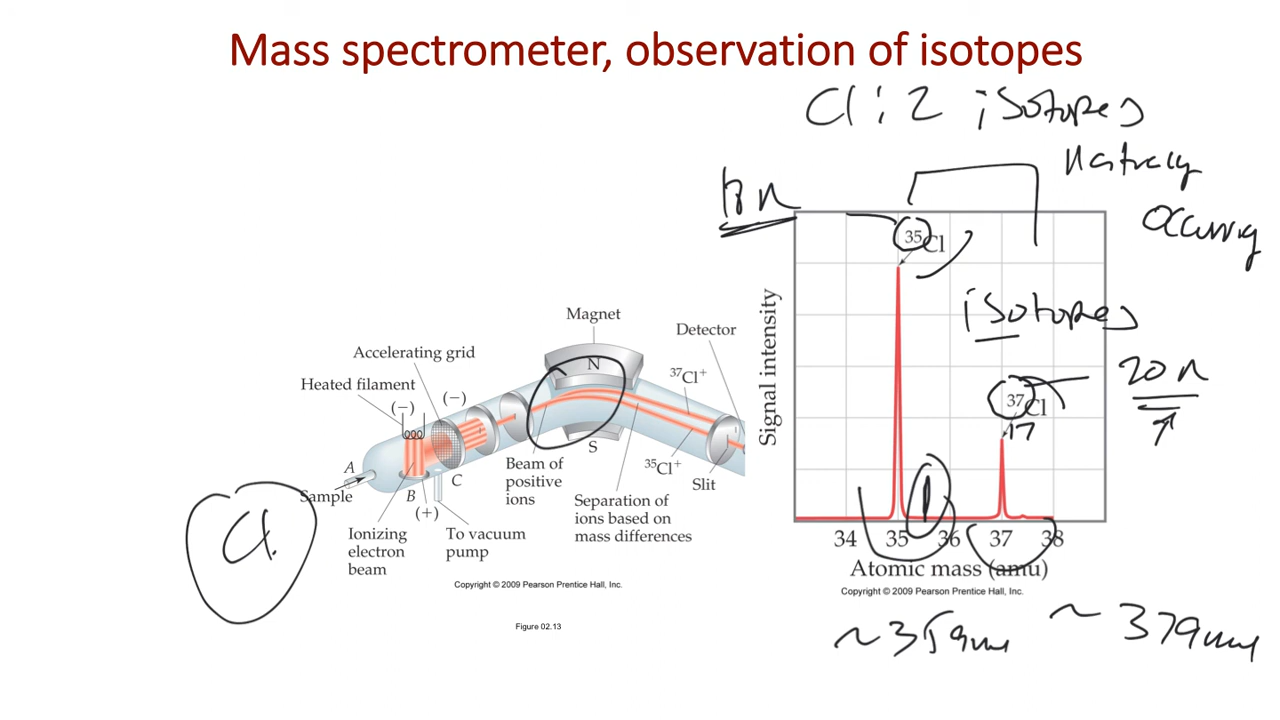 Mass spectrometer, observation of isotopes
Cl : 2 isotopes
occurring
18 n
35Cl
isotopes
20 n
37Cl
17
Signal intensity
34 35 36 37 38
Atomic mass (amu)
Copyright © 2009 Pearson Prentice Hall, Inc.
~35 amu
~37 amu
Magnet
N
S
Detector
Accelerating grid
Heated filament
(−)
(−)
37Cl+
35Cl+
Slit
A
Sample
B
(+)
C
Beam of
positive
ions
Separation of
ions based on
mass differences
Ionizing
electron
beam
To vacuum
pump
Copyright © 2009 Pearson Prentice Hall, Inc.
Figure 02.13
Cl